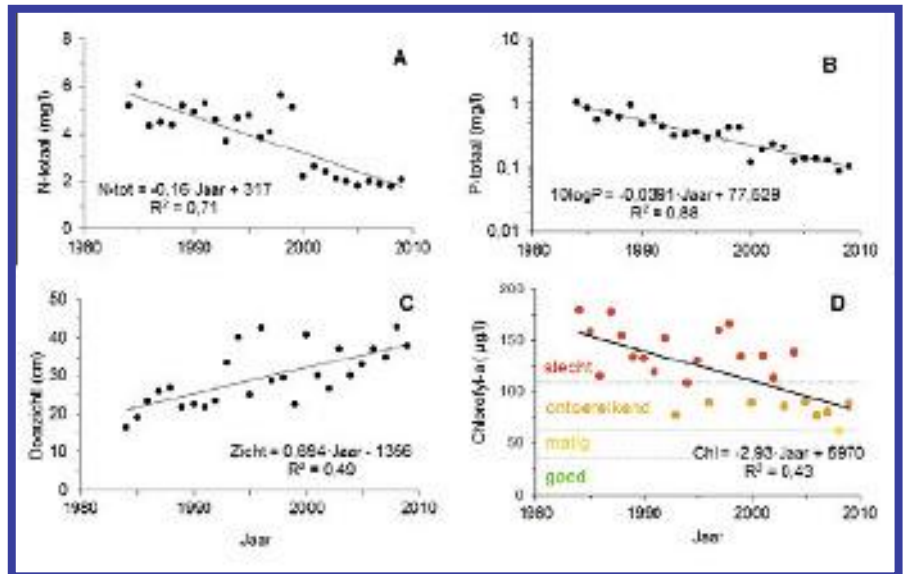 A
N-totaal (mg/l)
8
6
4
2
0
1980
1990
2000
2010
N-tot = -0,16·Jaar + 317
R² = 0,71
B
P-totaal (mg/l)
10
1
0.1
0,01
1980
1990
2000
2010
10logP = -0,0391·Jaar + 77,529
R² = 0,88
C
Doorzicht (cm)
50
40
30
20
10
0
1980
1990
2000
2010
Jaar
Zicht = 0,694·Jaar - 1356
R² = 0,49
D
Chlorofyl-a ( µg/l)
200
150
100
50
0
1980
1990
2000
2010
Jaar
slecht
ontoereikend
matig
goed
Chl = -2,93·Jaar + 5970
R² = 0,43